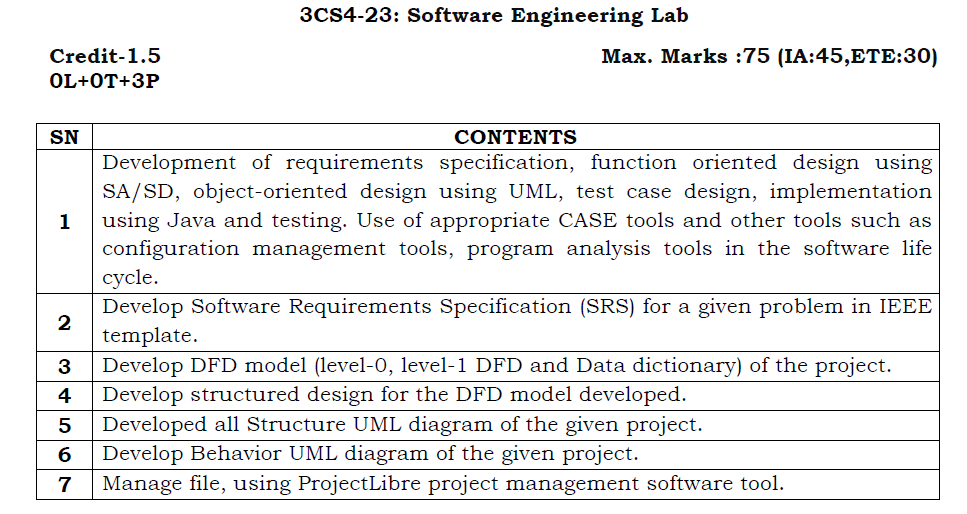 3CS4-23: Software Engineering Lab
Credit-1.5 Max. Marks :75 (IA:45,ETE:30)
0L+0T+3P
SN CONTENTS
1 Development of requirements specification, function oriented design using
SA/SD, object-oriented design using UML, test case design, implementation
using Java and testing. Use of appropriate CASE tools and other tools such as
configuration management tools, program analysis tools in the software life
cycle.
2 Develop Software Requirements Specification (SRS) for a given problem in IEEE
template.
3 Develop DFD model (level-0, level-1 DFD and Data dictionary) of the project.
4 Develop structured design for the DFD model developed.
5 Developed all Structure UML diagram of the given project.
6 Develop Behavior UML diagram of the given project.
7 Manage file, using ProjectLibre project management software tool.